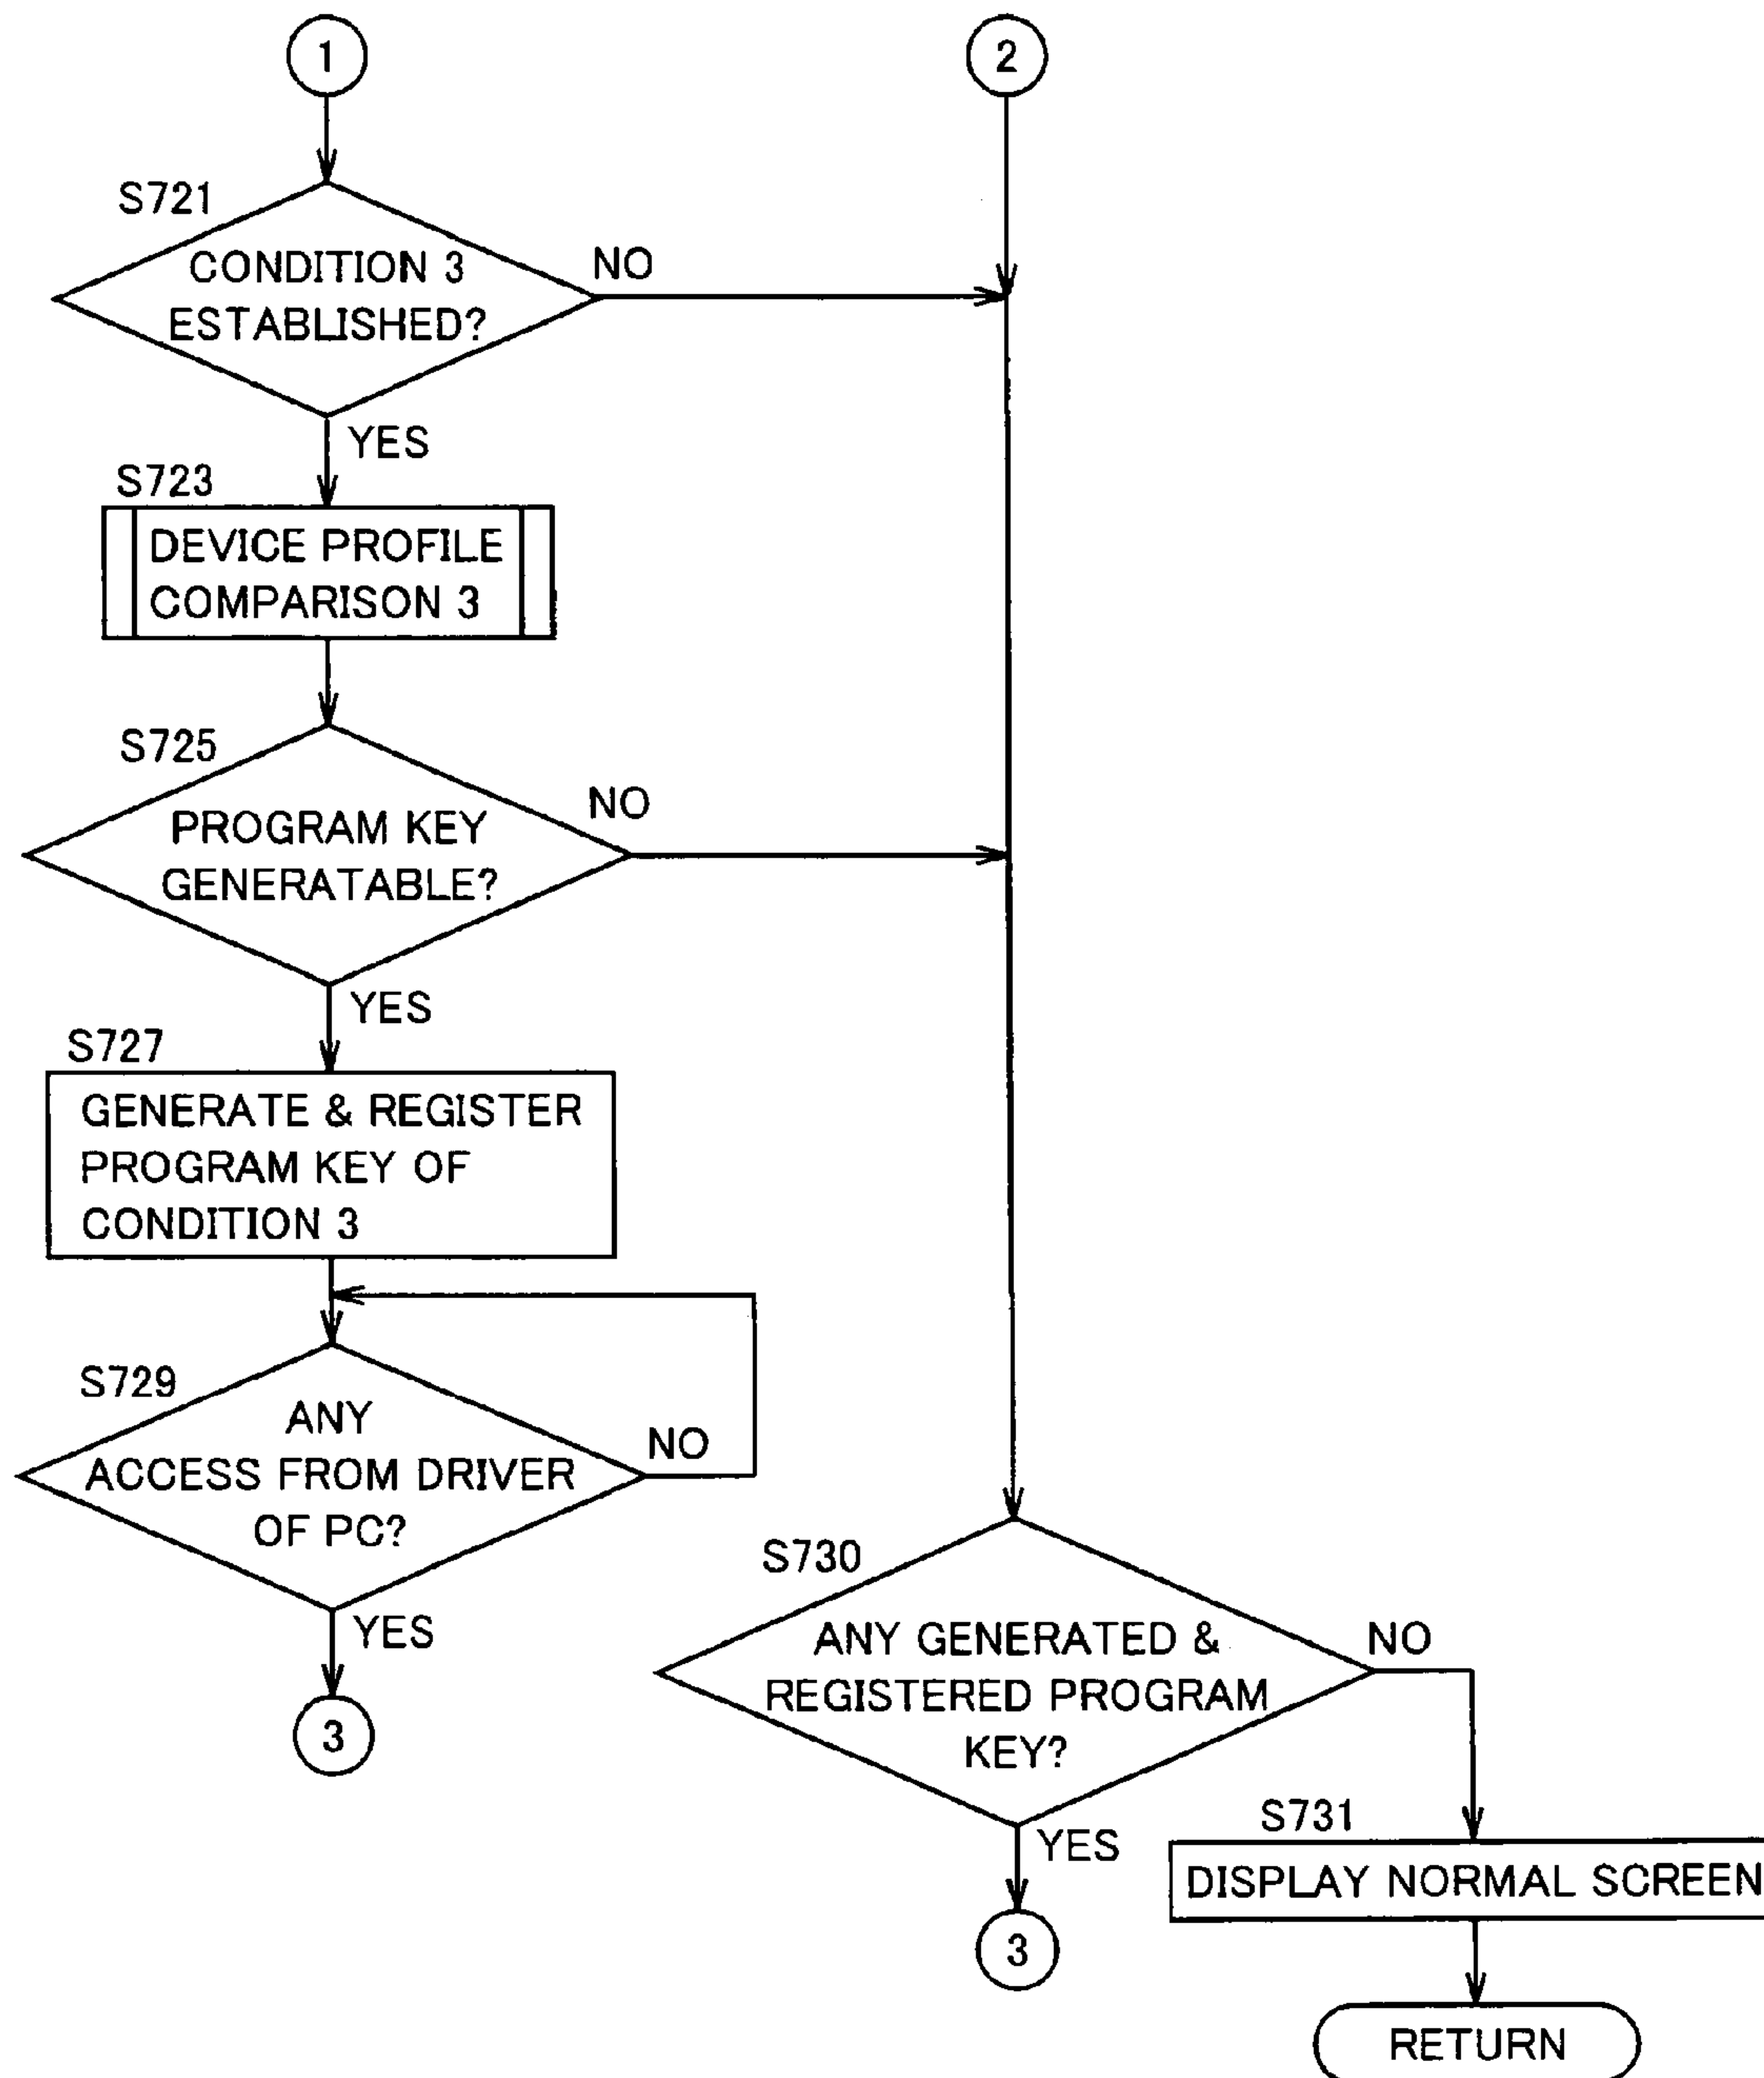 1
2
S721
CONDITION 3
ESTABLISHED?
NO
YES
S723
DEVICE PROFILE
COMPARISON 3
S725
PROGRAM KEY
GENERATABLE?
NO
YES
S727
GENERATE & REGISTER
PROGRAM KEY OF
CONDITION 3
S729
ANY
ACCESS FROM DRIVER
OF PC?
NO
YES
3
S730
ANY GENERATED &
REGISTERED PROGRAM
KEY?
NO
YES
3
S731
DISPLAY NORMAL SCREEN
RETURN